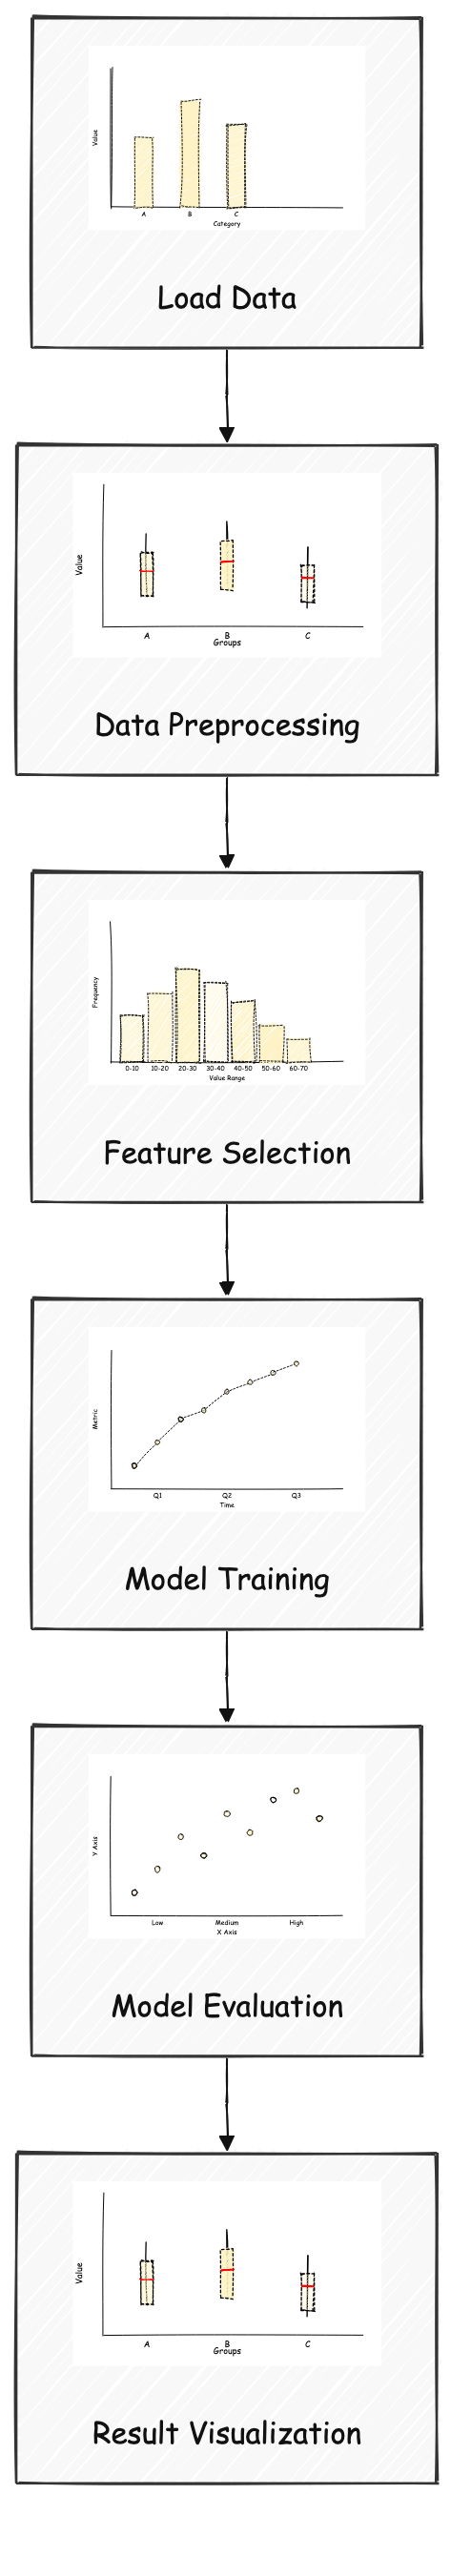 Value
A B C
Category
Load Data
Value
A B C
Groups
Data Preprocessing
Frequency
0-10 10-20 20-30 30-40 40-50 50-60 60-70
Value Range
Feature Selection
Metric
Q1 Q2 Q3
Time
Model Training
Y Axis
Low Medium High
X Axis
Model Evaluation
Value
A B C
Groups
Result Visualization